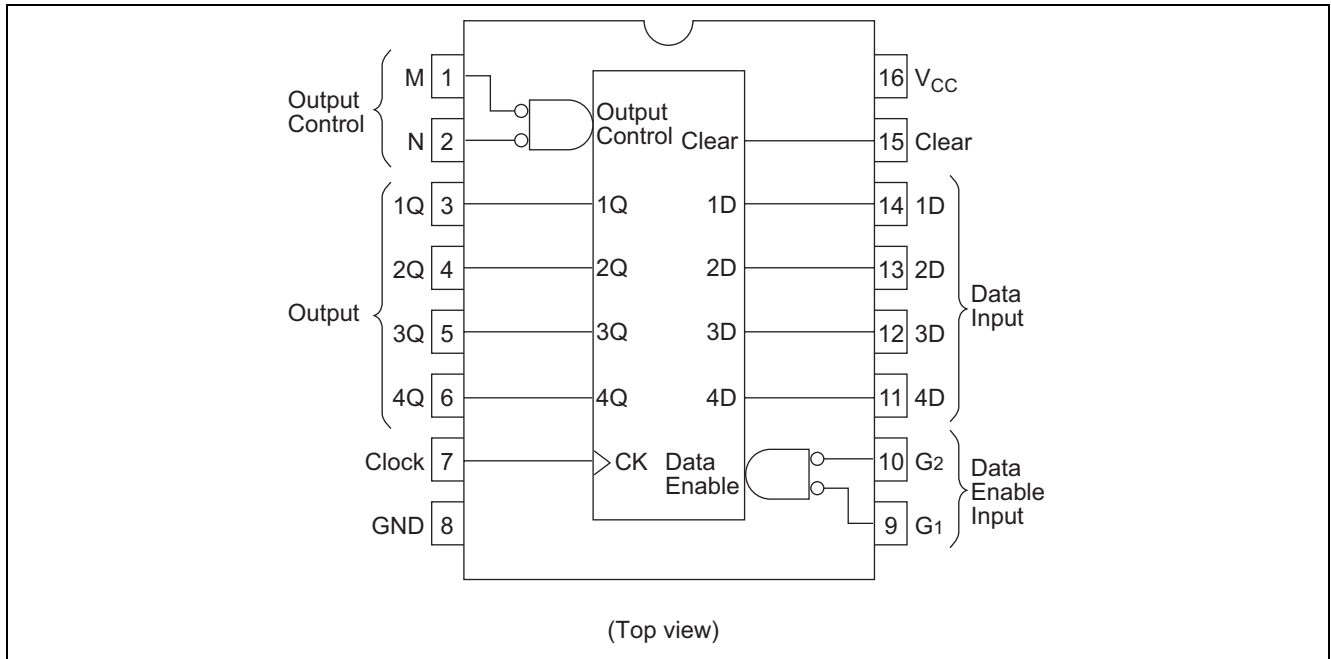 Output
Control
M 1
N 2
Output
1Q 3
2Q 4
3Q 5
4Q 6
Clock 7
GND 8
Output
Control
Clear
1Q 1D
2Q 2D
3Q 3D
4Q 4D
CK Data
Enable
16 VCC
15 Clear
14 1D
13 2D
12 3D
11 4D
Data
Input
10 G2
9 G1
Data
Enable
Input
(Top view)